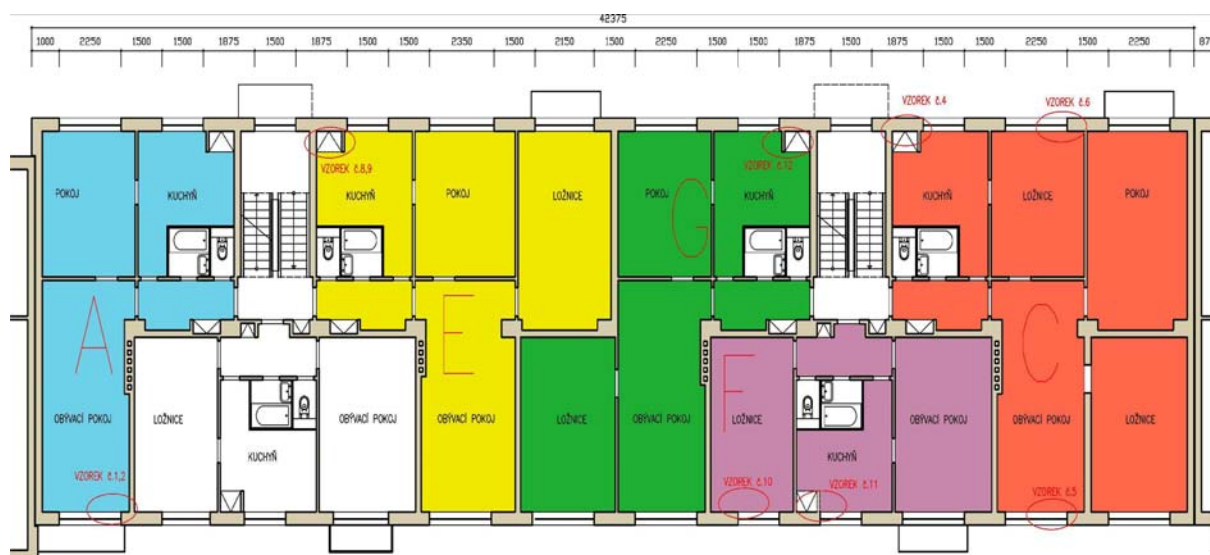 42375
1000 2250 1500 1500 1875 1500 1875 1500 1500 2350 1500 2150 1500 2250 1500 1500 1875 1500 1875 1500 1500 2250 1500 2250 87
VZOREK č.4
VZOREK č.6
VZOREK č.8,9
VZOREK č.12
POKOJ
KUCHYŇ
KUCHYŇ
POKOJ
LOŽNICE
POKOJ
G
KUCHYŇ
KUCHYŇ
LOŽNICE
POKOJ
A
E
F
C
OBÝVACÍ POKOJ
LOŽNICE
OBÝVACÍ POKOJ
OBÝVACÍ POKOJ
LOŽNICE
OBÝVACÍ POKOJ
LOŽNICE
OBÝVACÍ POKOJ
OBÝVACÍ POKOJ
LOŽNICE
KUCHYŇ
KUCHYŇ
VZOREK č.1,2
VZOREK č.10
VZOREK č.11
VZOREK č.5